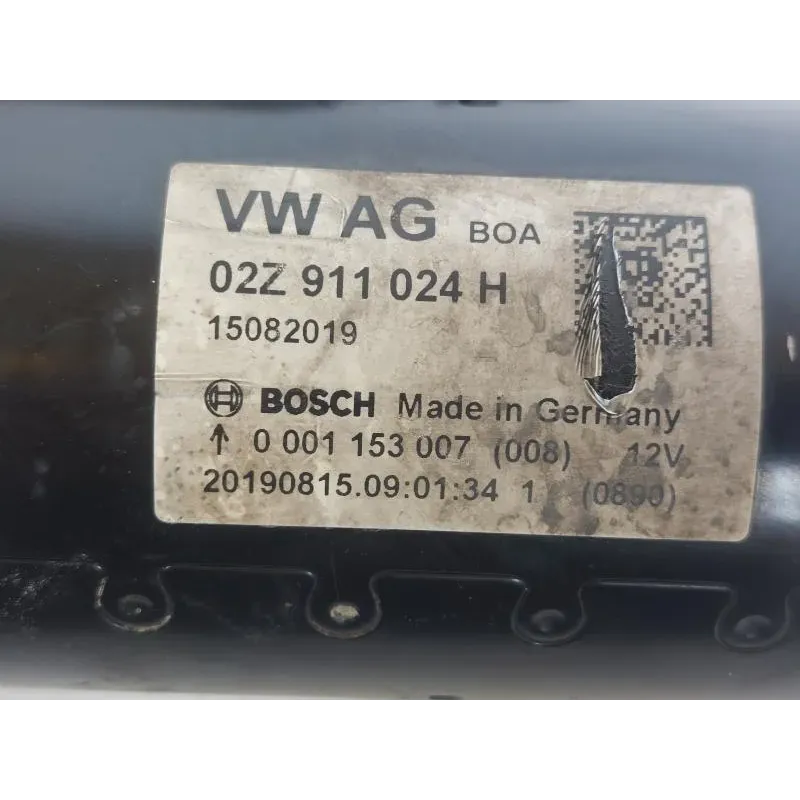 VW AG BOA
02Z 911 024 H
15082019
BOSCH Made in Germany
↑ 0 001 153 007 (008) 12V
20190815.09:01:34 1 (0890)